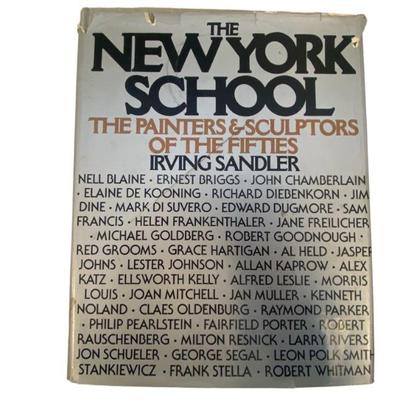 THE
NEW YORK
SCHOOL
THE PAINTERS & SCULPTORS
OF THE FIFTIES
IRVING SANDLER
NELL BLAINE · ERNEST BRIGGS · JOHN CHAMBERLAIN
· ELAINE DE KOONING · RICHARD DIEBENKORN · JIM
DINE · MARK DI SUVERO · EDWARD DUGMORE · SAM
FRANCIS · HELEN FRANKENTHALER · JANE FREILICHER
· MICHAEL GOLDBERG · ROBERT GOODNOUGH ·
RED GROOMS · GRACE HARTIGAN · AL HELD · JASPER
JOHNS · LESTER JOHNSON · ALLAN KAPROW · ALEX
KATZ · ELLSWORTH KELLY · ALFRED LESLIE · MORRIS
LOUIS · JOAN MITCHELL · JAN MULLER · KENNETH
NOLAND · CLAES OLDENBURG · RAYMOND PARKER
· PHILIP PEARLSTEIN · FAIRFIELD PORTER · ROBERT
RAUSCHENBERG · MILTON RESNICK · LARRY RIVERS
JON SCHUELER · GEORGE SEGAL · LEON POLK SMITH
STANKIEWICZ · FRANK STELLA · ROBERT WHITMAN